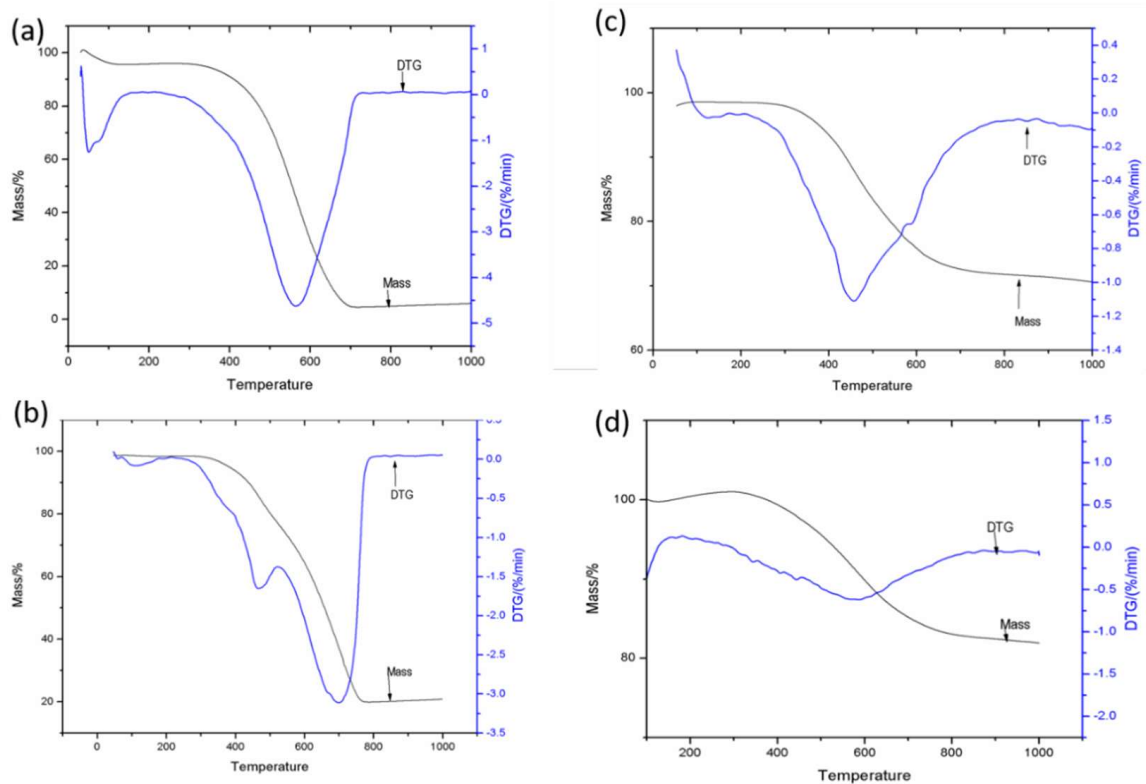 (a)
100
80
60
40
20
0
Mass/%
1
0
-1
-2
-3
-4
-5
DTG/(%/min)
DTG
Mass
0 200 400 600 800 1000
Temperature
(c)
100
80
60
Mass/%
0.4
0.2
0.0
-0.2
-0.4
-0.6
-0.8
-1.0
-1.2
-1.4
DTG/(%/min)
DTG
Mass
0 200 400 600 800 1000
Temperature
(b)
100
80
60
40
20
Mass/%
0.0
-0.5
-1.0
-1.5
-2.0
-2.5
-3.0
-3.5
DTG/(%/min)
DTG
Mass
0 200 400 600 800 1000
Temperature
(d)
100
80
Mass/%
1.5
1.0
0.5
0.0
-0.5
-1.0
-1.5
-2.0
DTG/(%/min)
DTG
Mass
200 400 600 800 1000
Temperature